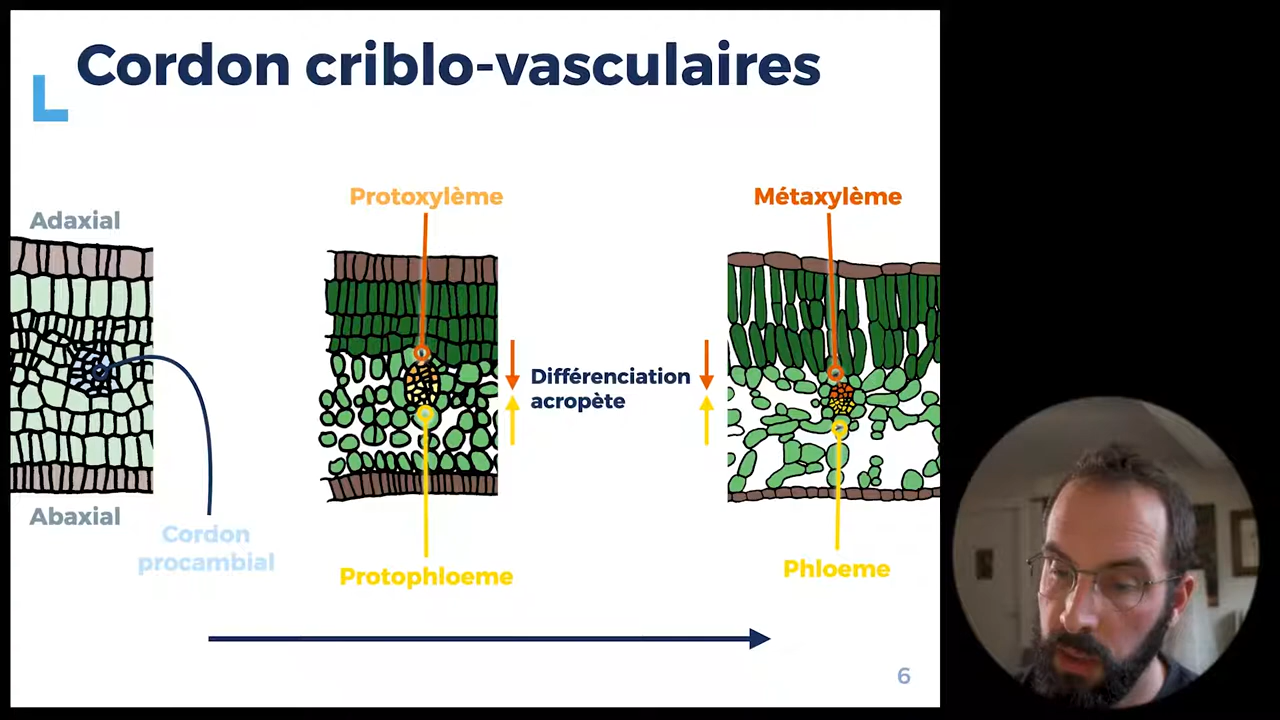 Cordon criblo-vasculaires
Protoxylème
Métaxylème
Adaxial
Différenciation
acropète
Abaxial
Cordon
procambial
Protophloeme
Phloeme
6